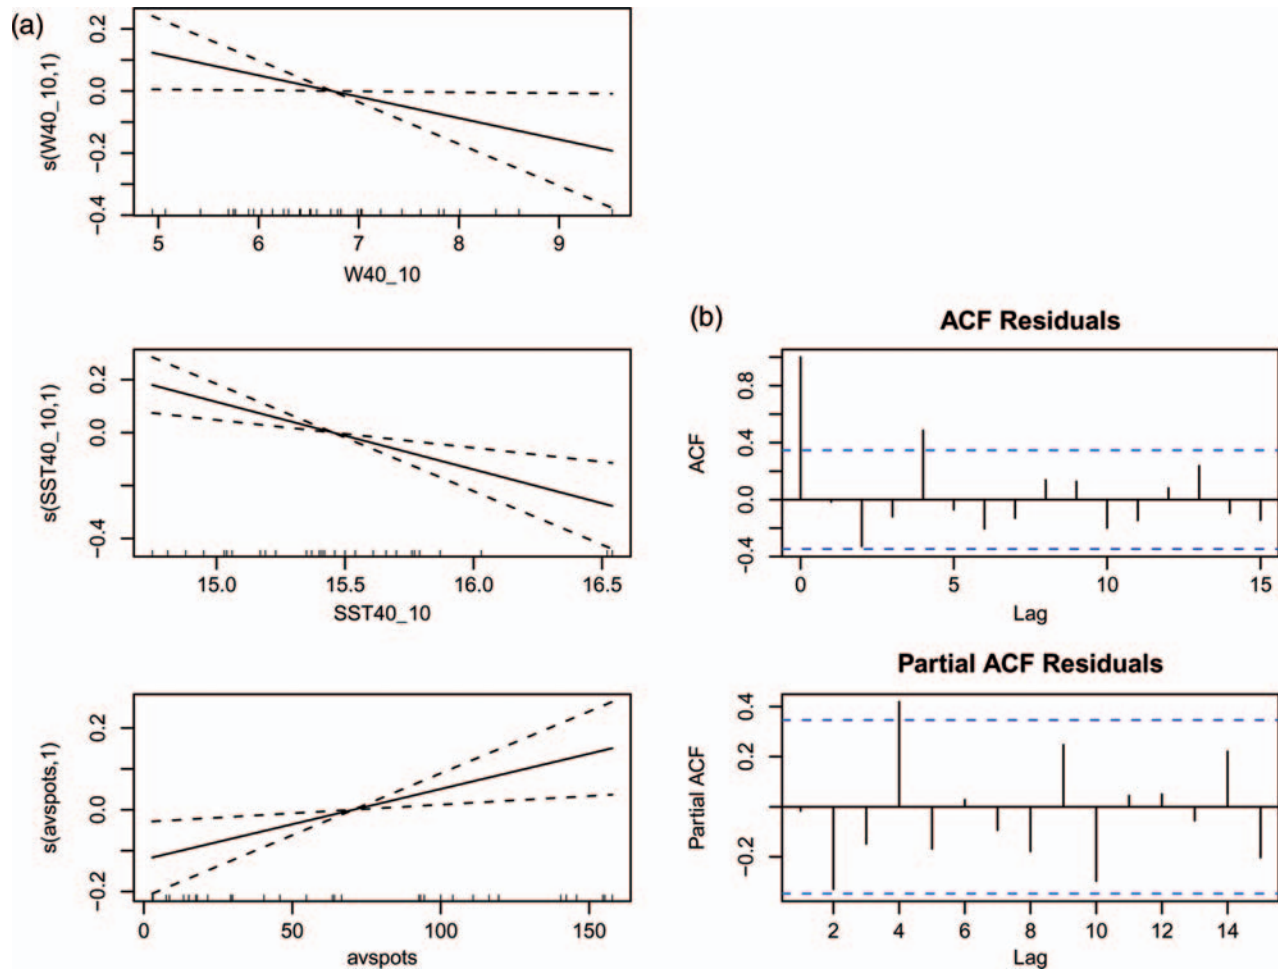 (a)
0.2
0.0
−0.2
−0.4
s(W40_10,1)
5 6 7 8 9
W40_10
0.2
0.0
−0.4
s(SST40_10,1)
15.0 15.5 16.0 16.5
SST40_10
0.2
0.0
−0.2
s(avspots,1)
0 50 100 150
avspots
(b)
ACF Residuals
0.8
0.4
0.0
−0.4
ACF
0 5 10 15
Lag
Partial ACF Residuals
0.4
0.2
−0.2
Partial ACF
2 4 6 8 10 12 14
Lag